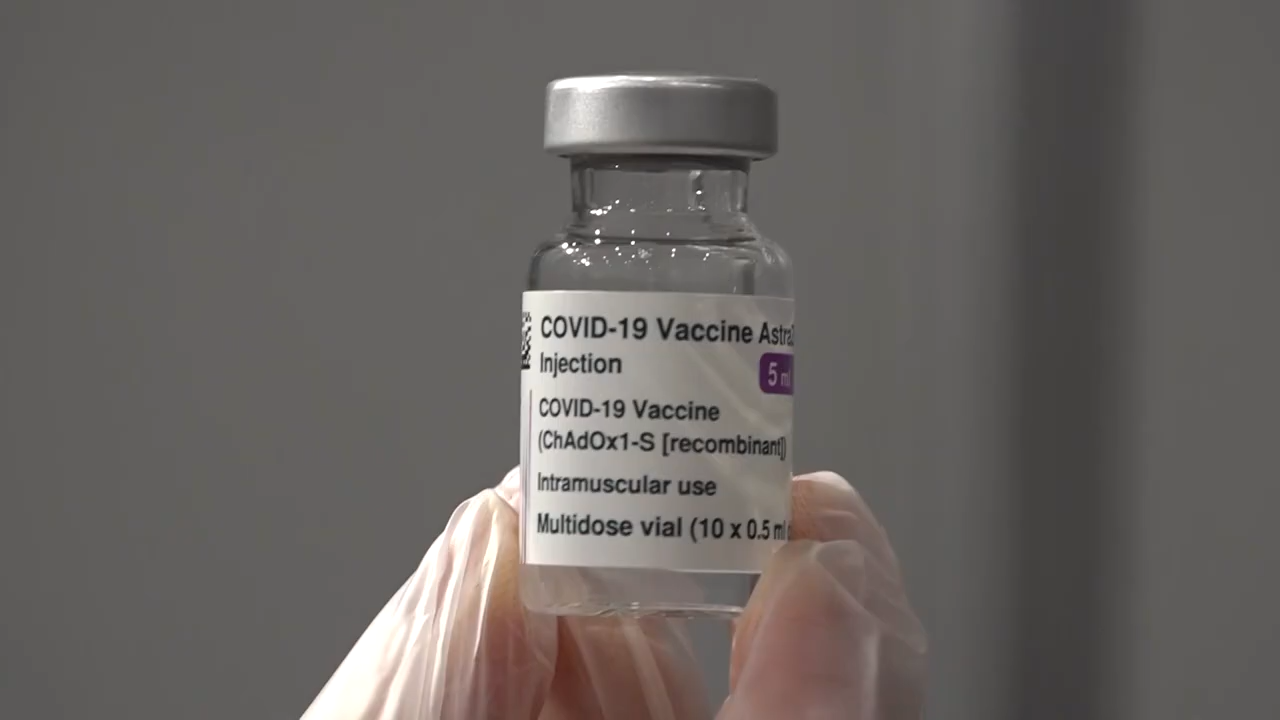 COVID-19 Vaccine Astra
Injection
5 ml
COVID-19 Vaccine
(ChAdOx1-S [recombinant])
Intramuscular use
Multidose vial (10 x 0.5 ml